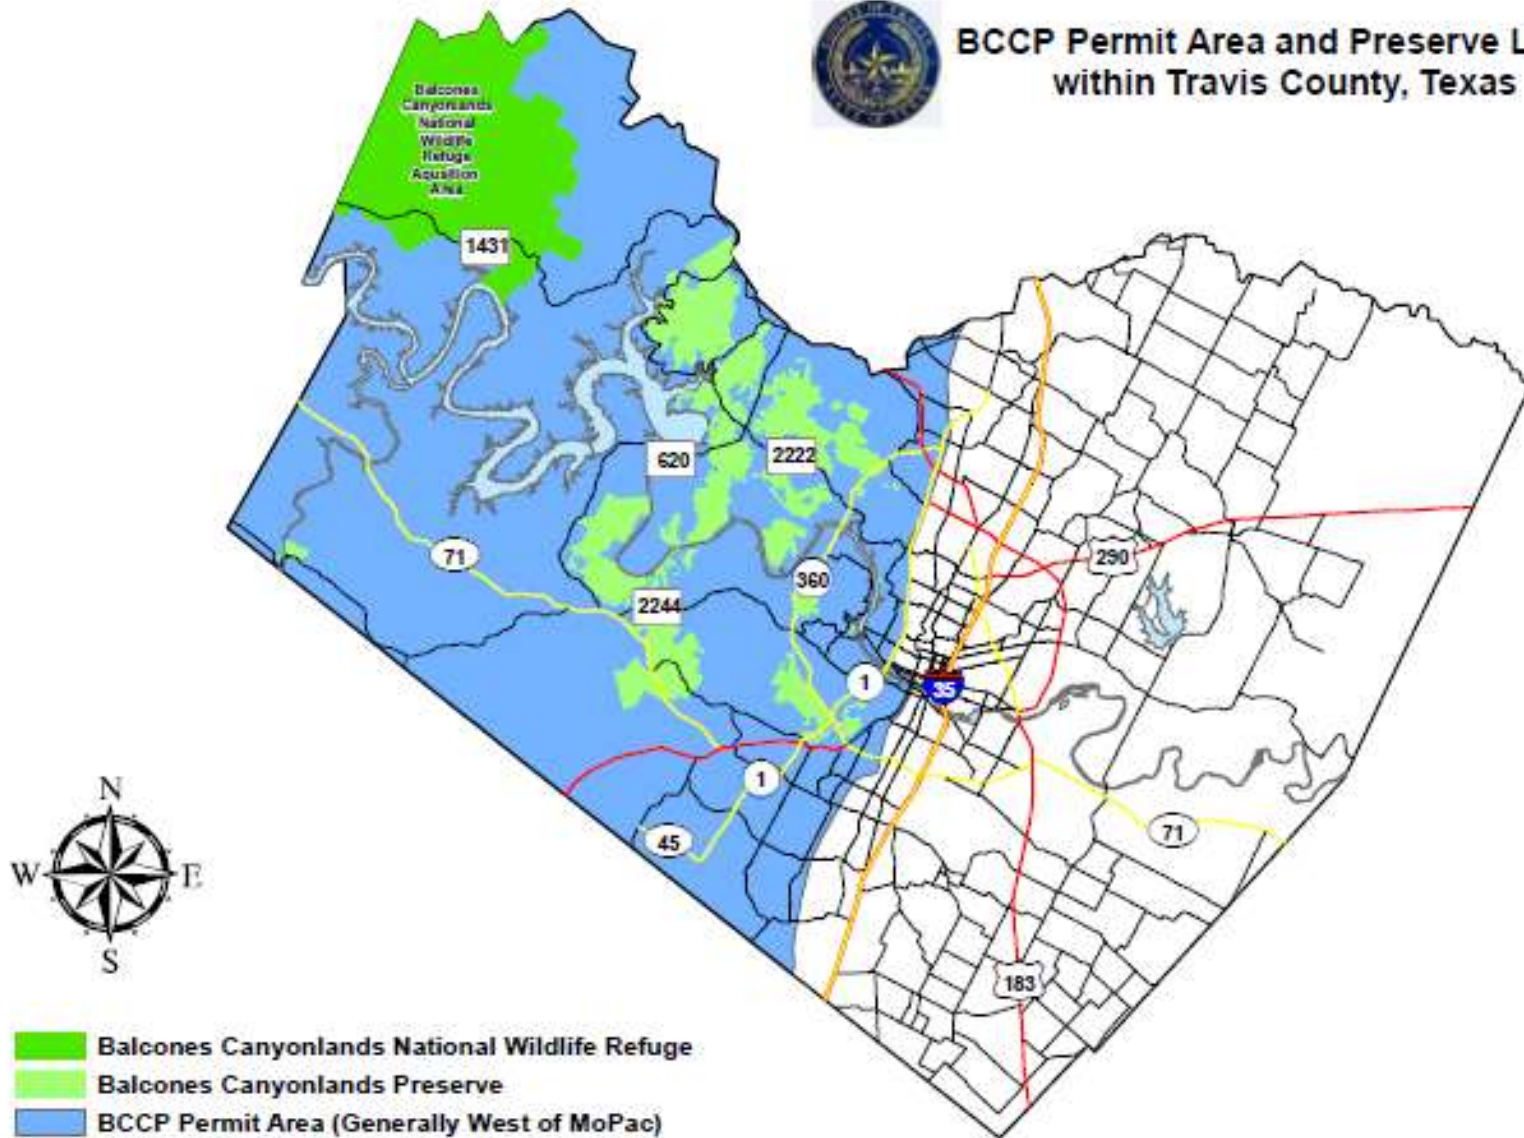 BCCP Permit Area and Preserve L
within Travis County, Texas
Balcones
Canyonlands
National
Wildlife
Refuge
Aqusition
Area
1431
620
2222
71
360
290
2244
1
35
1
45
71
183
N
W E
S
Balcones Canyonlands National Wildlife Refuge
Balcones Canyonlands Preserve
BCCP Permit Area (Generally West of MoPac)